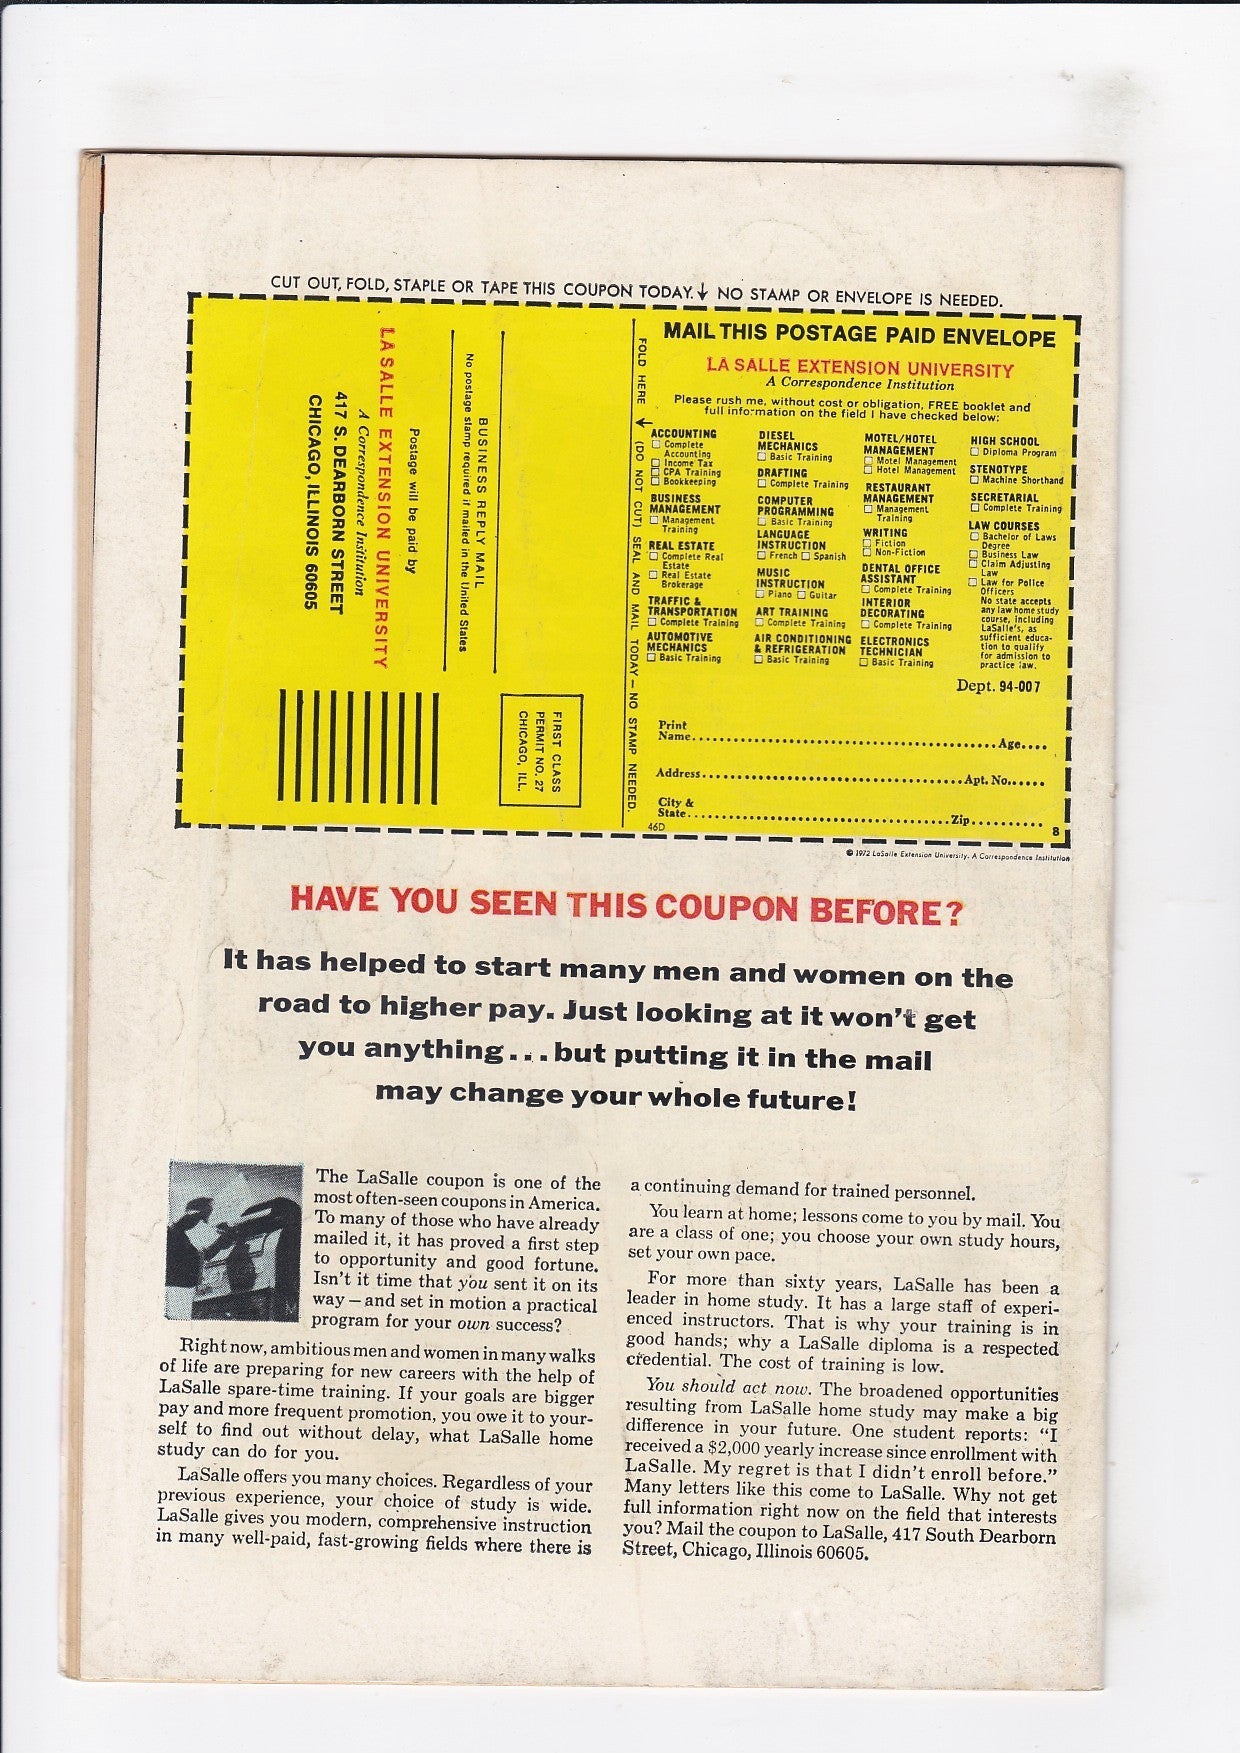 CUT OUT, FOLD, STAPLE OR TAPE THIS COUPON TODAY. ↓ NO STAMP OR ENVELOPE IS NEEDED.
LA SALLE EXTENSION UNIVERSITY
A Correspondence Institution
417 S. DEARBORN STREET
CHICAGO, ILLINOIS 60605
Postage will be paid by
BUSINESS REPLY MAIL
No postage stamp required if mailed in the United States
FIRST CLASS
PERMIT NO. 27
CHICAGO, ILL.
FOLD HERE → (DO NOT CUT) SEAL AND MAIL TODAY — NO STAMP NEEDED.
MAIL THIS POSTAGE PAID ENVELOPE
LA SALLE EXTENSION UNIVERSITY
A Correspondence Institution
Please rush me, without cost or obligation, FREE booklet and
full information on the field I have checked below:
ACCOUNTING
☐ Complete
Accounting
☐ Income Tax
☐ CPA Training
☐ Bookkeeping
BUSINESS
MANAGEMENT
☐ Management
Training
REAL ESTATE
☐ Complete Real
Estate
☐ Real Estate
Brokerage
TRAFFIC &
TRANSPORTATION
☐ Complete Training
AUTOMOTIVE
MECHANICS
☐ Basic Training
DIESEL
MECHANICS
☐ Basic Training
DRAFTING
☐ Complete Training
COMPUTER
PROGRAMMING
☐ Basic Training
LANGUAGE
INSTRUCTION
☐ French ☐ Spanish
MUSIC
INSTRUCTION
☐ Piano ☐ Guitar
ART TRAINING
☐ Complete Training
AIR CONDITIONING
& REFRIGERATION
☐ Basic Training
MOTEL/HOTEL
MANAGEMENT
☐ Motel Management
☐ Hotel Management
RESTAURANT
MANAGEMENT
☐ Management
Training
WRITING
☐ Fiction
☐ Non-Fiction
DENTAL OFFICE
ASSISTANT
☐ Complete Training
INTERIOR
DECORATING
☐ Complete Training
ELECTRONICS
TECHNICIAN
☐ Basic Training
HIGH SCHOOL
☐ Diploma Program
STENOTYPE
☐ Machine Shorthand
SECRETARIAL
☐ Complete Training
LAW COURSES
☐ Bachelor of Laws
Degree
☐ Business Law
☐ Claim Adjusting
Law
☐ Law for Police
Officers
No state accepts
any law home study
course, including
LaSalle's, as
sufficient educa-
tion to qualify
for admission to
practice law.
Dept. 94-007
Print
Name.......... Age....
Address.......... Apt. No......
City &
State.......... Zip..........
46D
8
© 1972 LaSalle Extension University. A Correspondence Institution
HAVE YOU SEEN THIS COUPON BEFORE?
It has helped to start many men and women on the
road to higher pay. Just looking at it won't get
you anything...but putting it in the mail
may change your whole future!
The LaSalle coupon is one of the
most often-seen coupons in America.
To many of those who have already
mailed it, it has proved a first step
to opportunity and good fortune.
Isn't it time that you sent it on its
way—and set in motion a practical
program for your own success?
Right now, ambitious men and women in many walks
of life are preparing for new careers with the help of
LaSalle spare-time training. If your goals are bigger
pay and more frequent promotion, you owe it to your-
self to find out without delay, what LaSalle home
study can do for you.
LaSalle offers you many choices. Regardless of your
previous experience, your choice of study is wide.
LaSalle gives you modern, comprehensive instruction
in many well-paid, fast-growing fields where there is
a continuing demand for trained personnel.
You learn at home; lessons come to you by mail. You
are a class of one; you choose your own study hours,
set your own pace.
For more than sixty years, LaSalle has been a
leader in home study. It has a large staff of experi-
enced instructors. That is why your training is in
good hands; why a LaSalle diploma is a respected
credential. The cost of training is low.
You should act now. The broadened opportunities
resulting from LaSalle home study may make a big
difference in your future. One student reports: "I
received a $2,000 yearly increase since enrollment with
LaSalle. My regret is that I didn't enroll before."
Many letters like this come to LaSalle. Why not get
full information right now on the field that interests
you? Mail the coupon to LaSalle, 417 South Dearborn
Street, Chicago, Illinois 60605.